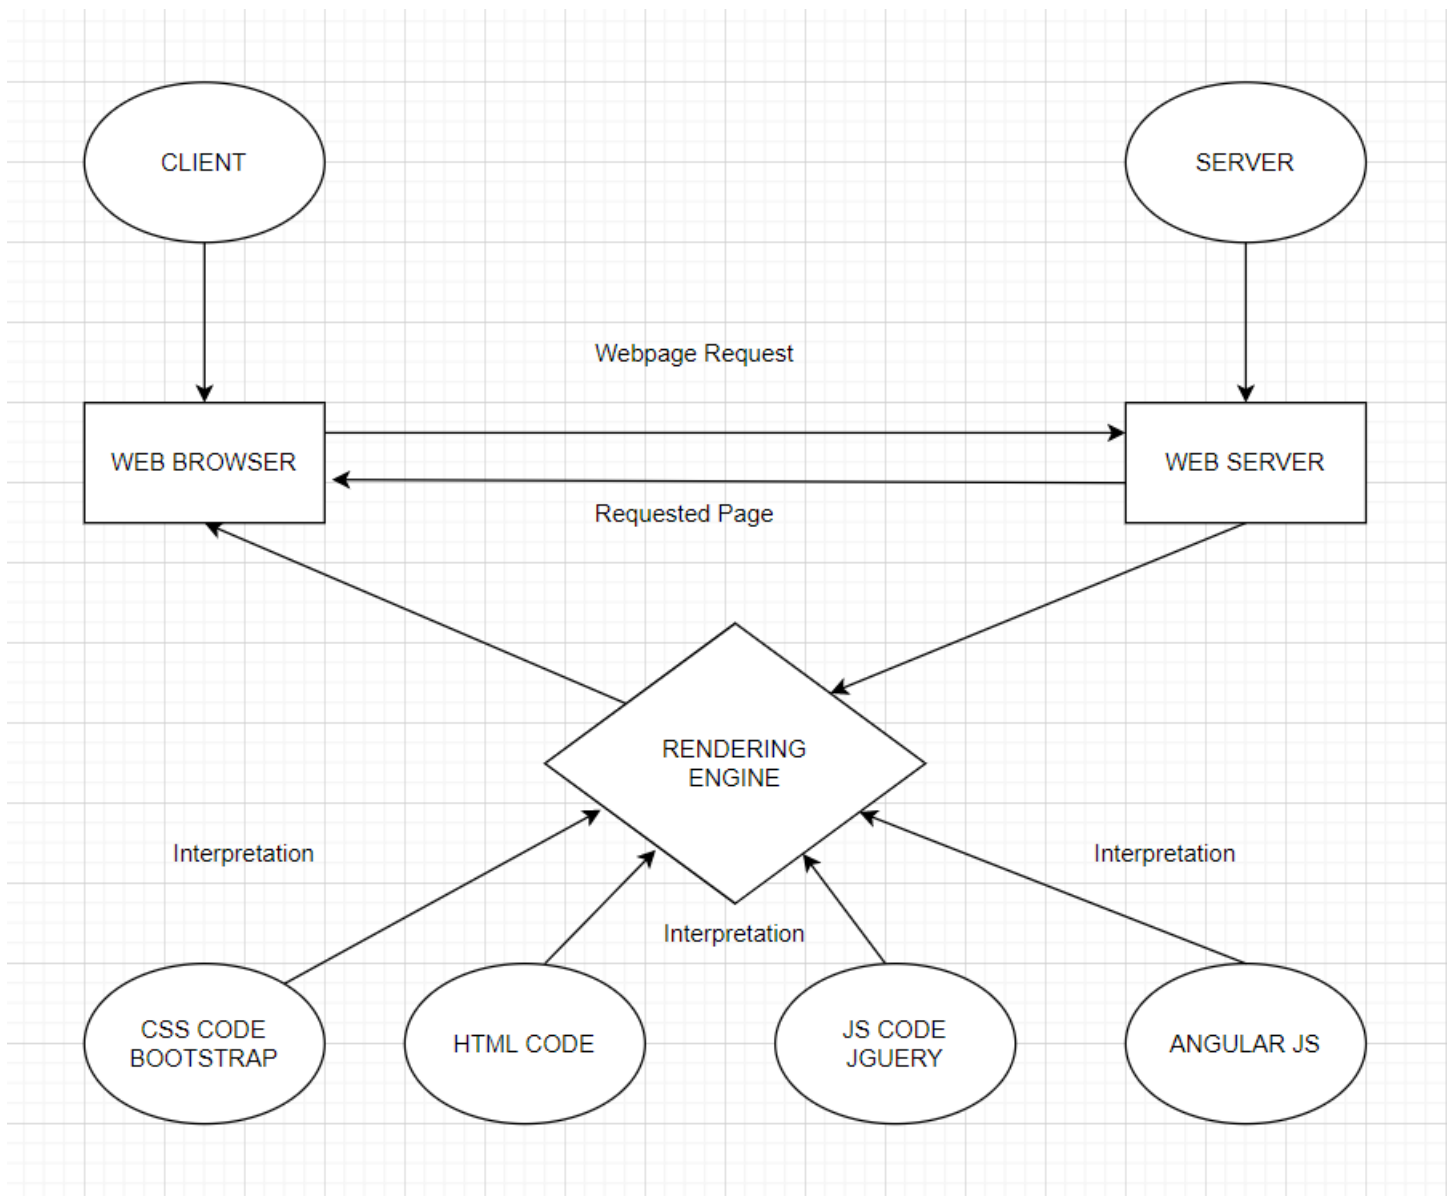 CLIENT
SERVER
Webpage Request
WEB BROWSER
WEB SERVER
Requested Page
RENDERING
ENGINE
Interpretation
Interpretation
Interpretation
CSS CODE
BOOTSTRAP
HTML CODE
JS CODE
JGUERY
ANGULAR JS